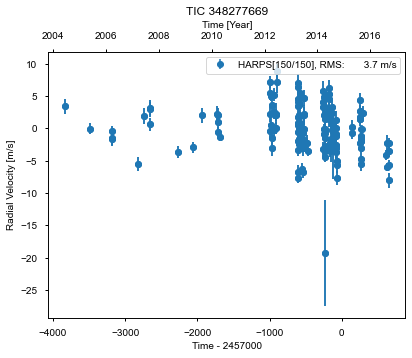 TIC 348277669
Time [Year]
2004 2006 2008 2010 2012 2014 2016
HARPS[150/150], RMS: 3.7 m/s
10
5
0
−5
−10
−15
−20
−25
Radial Velocity [m/s]
−4000 −3000 −2000 −1000 0
Time - 2457000